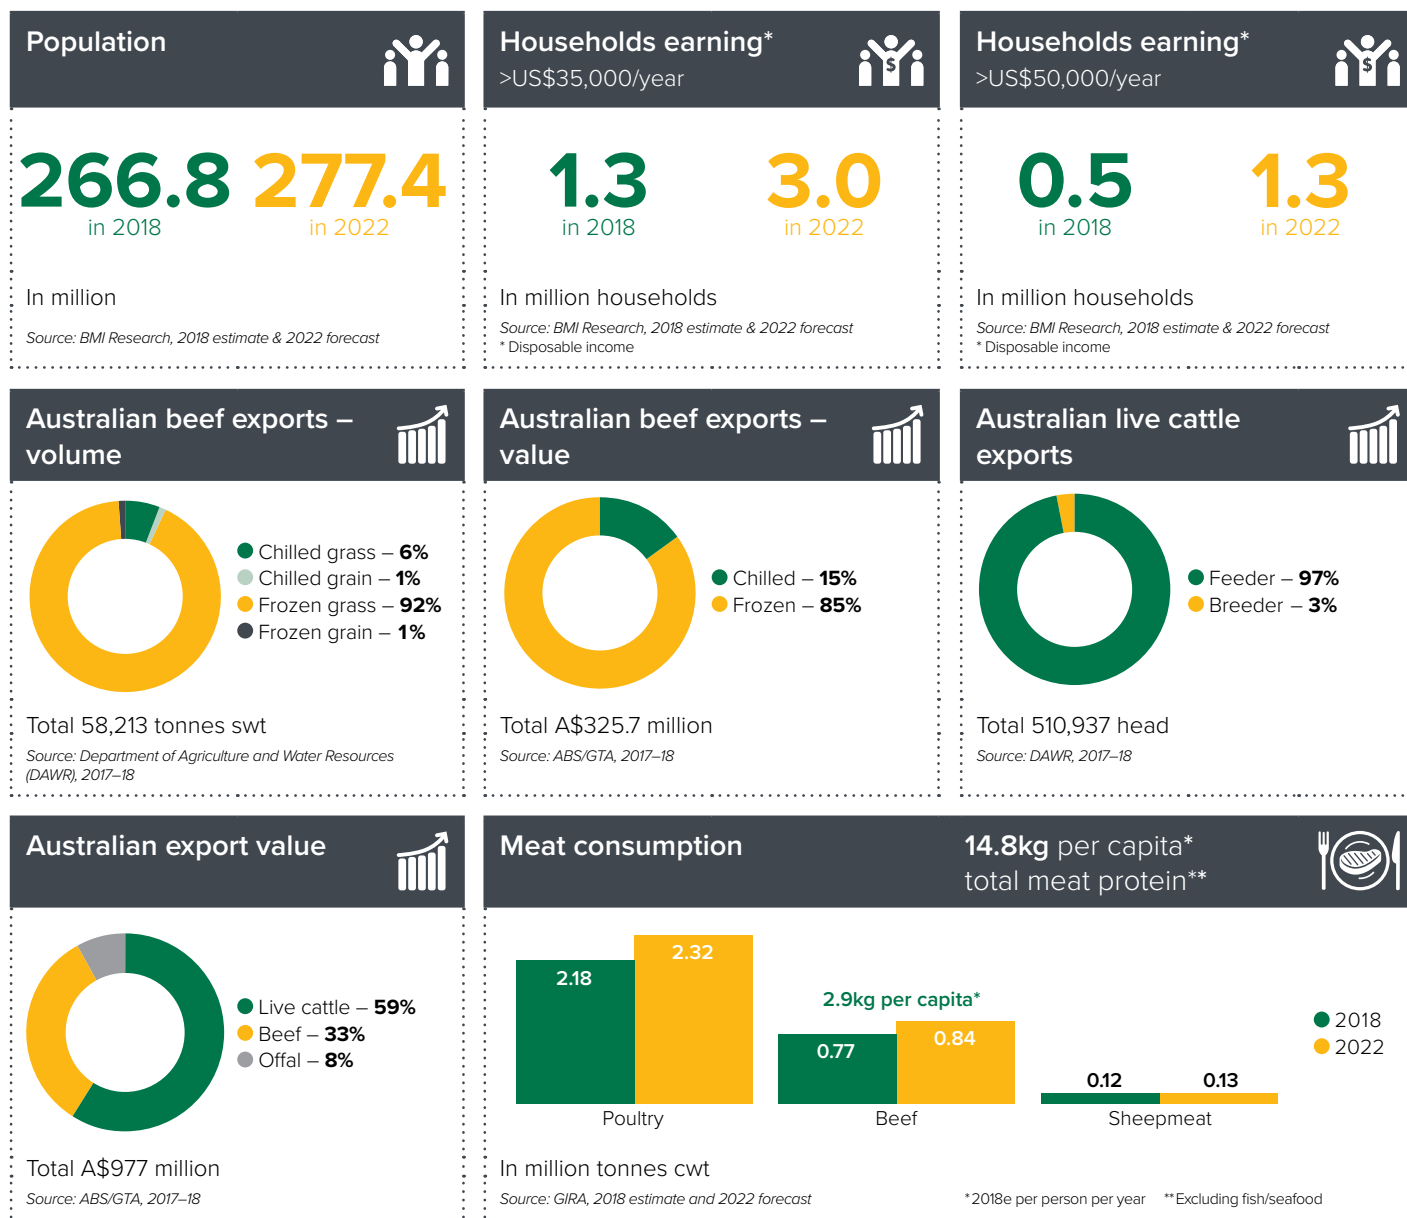 Population
266.8
in 2018
277.4
in 2022
In million
Source: BMI Research, 2018 estimate & 2022 forecast
Households earning*
>US$35,000/year
$
1.3
in 2018
3.0
in 2022
In million households
Source: BMI Research, 2018 estimate & 2022 forecast
* Disposable income
Households earning*
>US$50,000/year
$
0.5
in 2018
1.3
in 2022
In million households
Source: BMI Research, 2018 estimate & 2022 forecast
* Disposable income
Australian beef exports –
volume
Chilled grass – 6%
Chilled grain – 1%
Frozen grass – 92%
Frozen grain – 1%
Total 58,213 tonnes swt
Source: Department of Agriculture and Water Resources
(DAWR), 2017–18
Australian beef exports –
value
Chilled – 15%
Frozen – 85%
Total A$325.7 million
Source: ABS/GTA, 2017–18
Australian live cattle
exports
Feeder – 97%
Breeder – 3%
Total 510,937 head
Source: DAWR, 2017–18
Australian export value
Live cattle – 59%
Beef – 33%
Offal – 8%
Total A$977 million
Source: ABS/GTA, 2017–18
Meat consumption
14.8kg per capita*
total meat protein**
2.18
2.32
Poultry
2.9kg per capita*
0.77
0.84
Beef
0.12
0.13
Sheepmeat
2018
2022
In million tonnes cwt
Source: GIRA, 2018 estimate and 2022 forecast
* 2018e per person per year
** Excluding fish/seafood